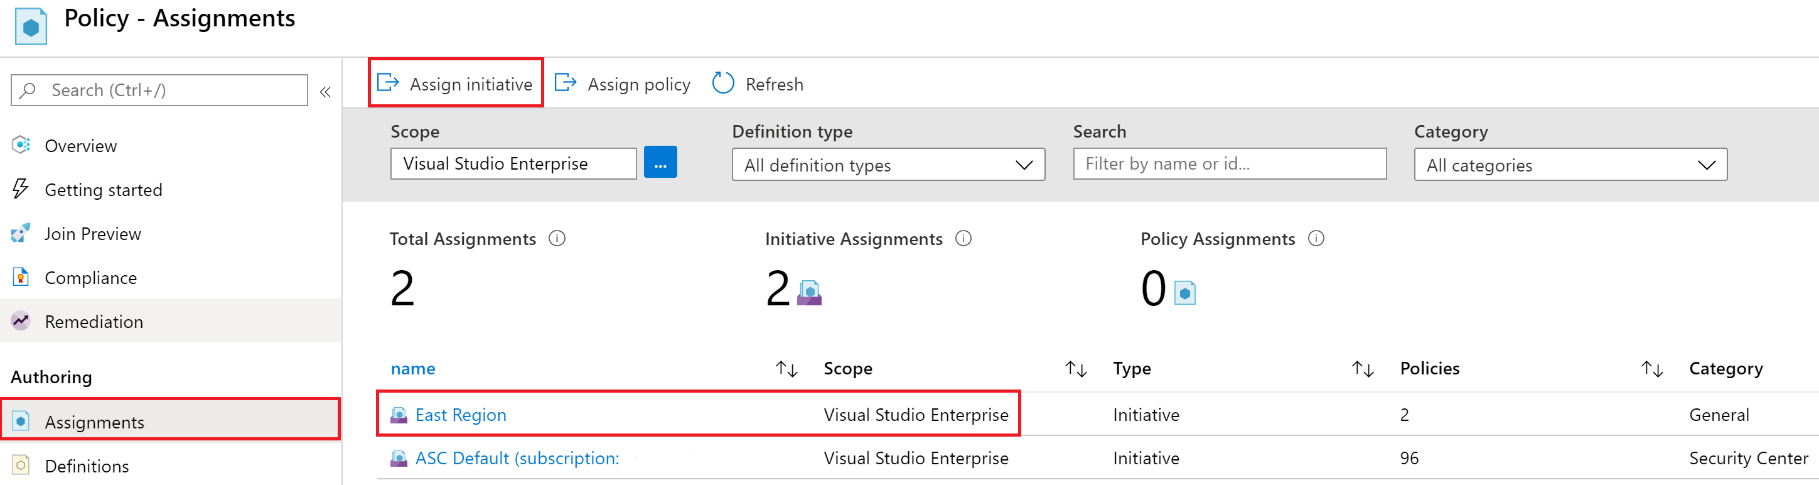 Policy - Assignments
Search (Ctrl+/)
«
Overview
Getting started
Join Preview
Compliance
Remediation
Authoring
Assignments
Definitions
Assign initiative
Assign policy
Refresh
Scope
Definition type
Search
Category
Visual Studio Enterprise
...
All definition types
Filter by name or id...
All categories
Total Assignments
Initiative Assignments
Policy Assignments
2
2
0
name Scope Type Policies Category
East Region Visual Studio Enterprise Initiative 2 General
ASC Default (subscription: Visual Studio Enterprise Initiative 96 Security Center